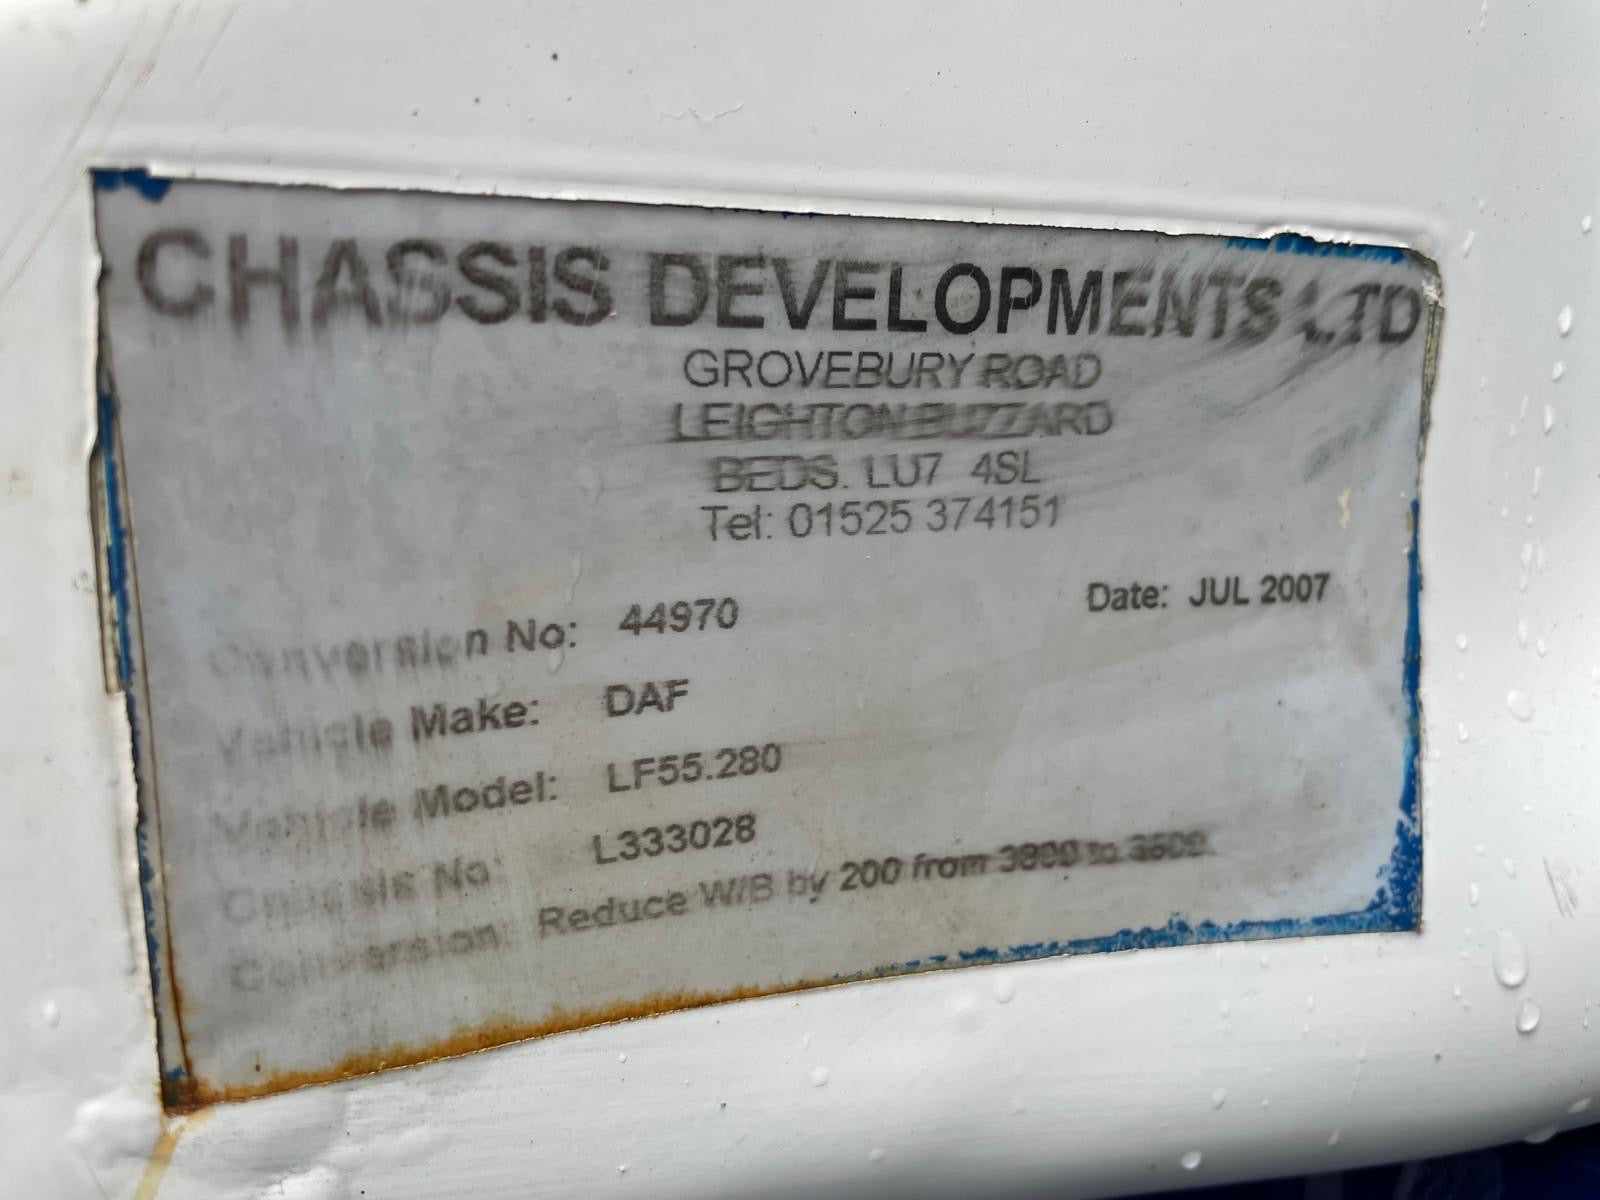 CHASSIS DEVELOPMENTS LTD
GROVEBURY ROAD
LEIGHTON BUZZARD
BEDS. LU7 4SL
Tel: 01525 374151
Date: JUL 2007
Conversion No: 44970
Vehicle Make: DAF
Vehicle Model: LF55.280
Chassis No: L333028
Conversion: Reduce W/B by 200 from 3800 to 3600.